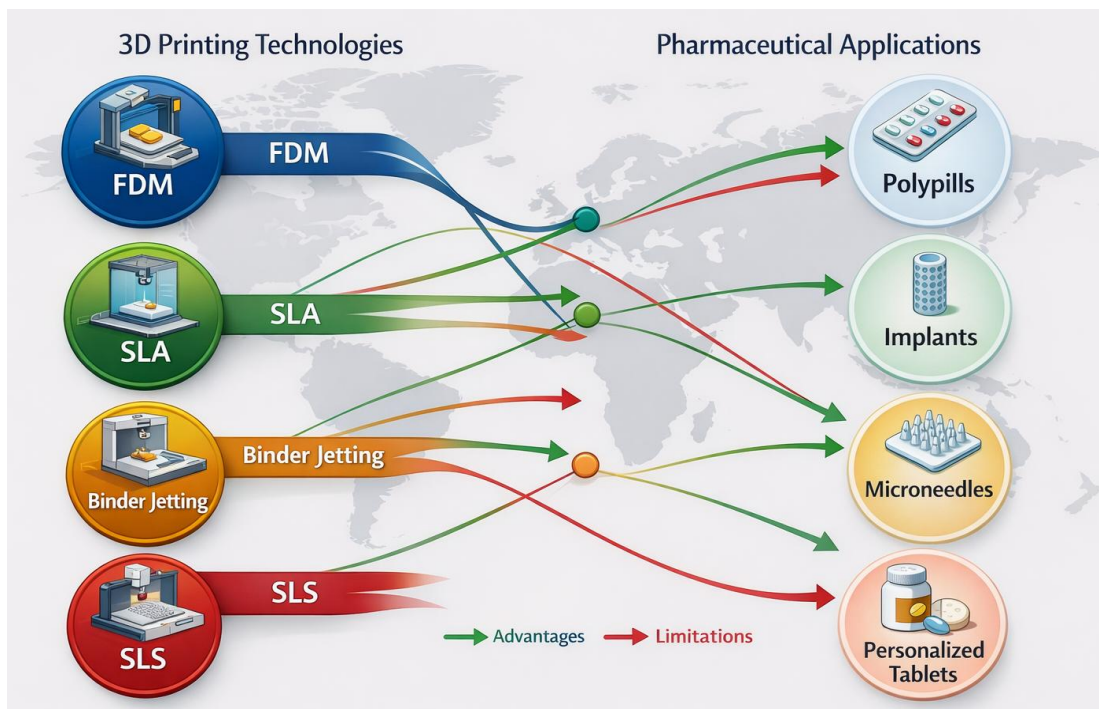 3D Printing Technologies
Pharmaceutical Applications
FDM
FDM
Polypills
SLA
SLA
Implants
Binder Jetting
Binder Jetting
Microneedles
SLS
SLS
Advantages
Limitations
Personalized
Tablets